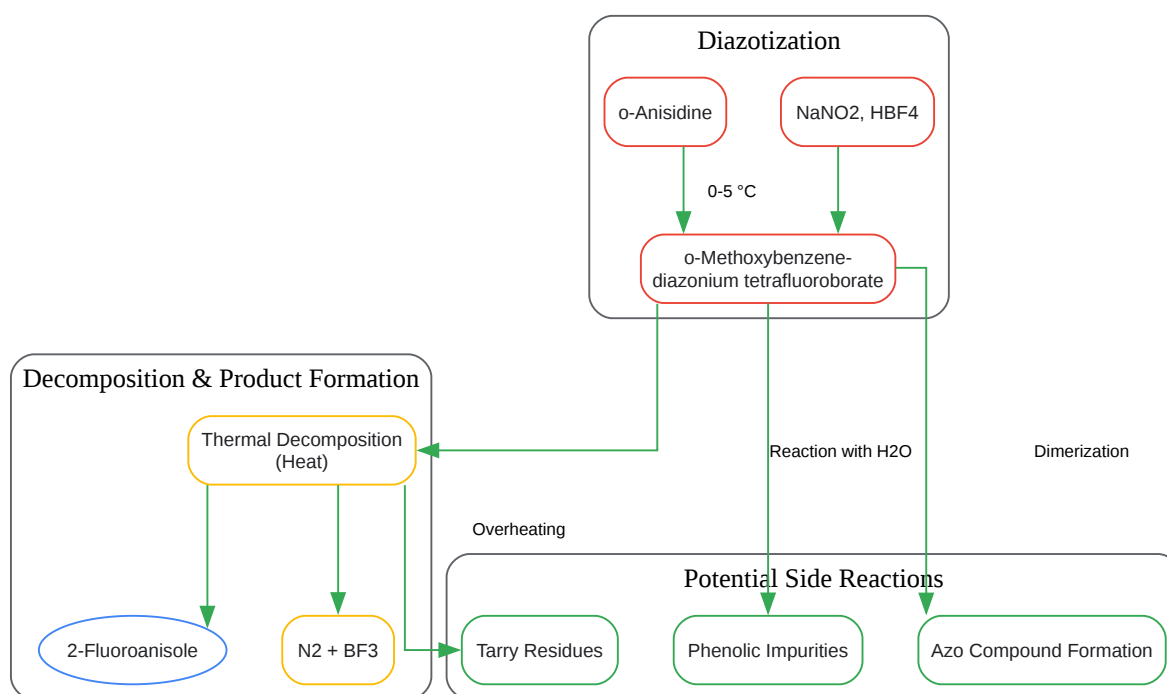 Diazotization
o-Anisidine
NaNO2, HBF4
0-5 °C
o-Methoxybenzene-
diazonium tetrafluoroborate
Decomposition & Product Formation
Thermal Decomposition
(Heat)
Reaction with H2O
Dimerization
Overheating
Potential Side Reactions
2-Fluoroanisole
N2 + BF3
Tarry Residues
Phenolic Impurities
Azo Compound Formation